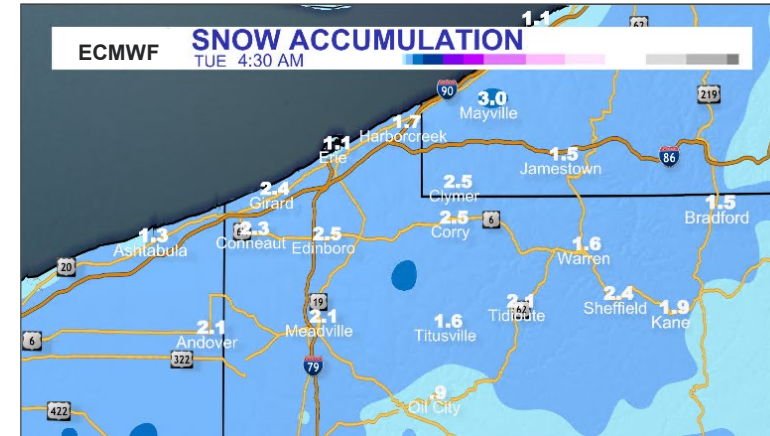 1.1
62
ECMWF
SNOW ACCUMULATION
TUE 4:30 AM
90
3.0
Mayville
219
1.7
Harborcreek
1.1
Erie
1.5
Jamestown
86
2.4
Girard
2.5
Clymer
1.5
Bradford
1.3
Ashtabula
2.3
Conneaut
2.5
Edinboro
2.5
Corry
6
1.6
Warren
20
19
2.4
Sheffield
1.9
Kane
2.1
Andover
2.1
Meadville
1.6
Titusville
2.1
Tidioute
62
6
322
79
.9
Oil City
422